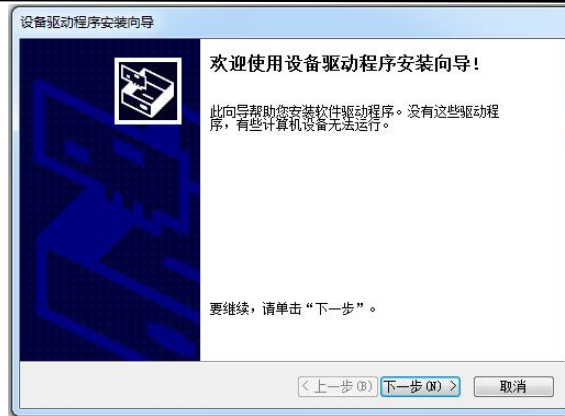 设备驱动程序安装向导
欢迎使用设备驱动程序安装向导!
此向导帮助您安装软件驱动程序。没有这些驱动程
序，有些计算机设备无法运行。
要继续，请单击“下一步”。
<上一步(B) 下一步(N)> 取消